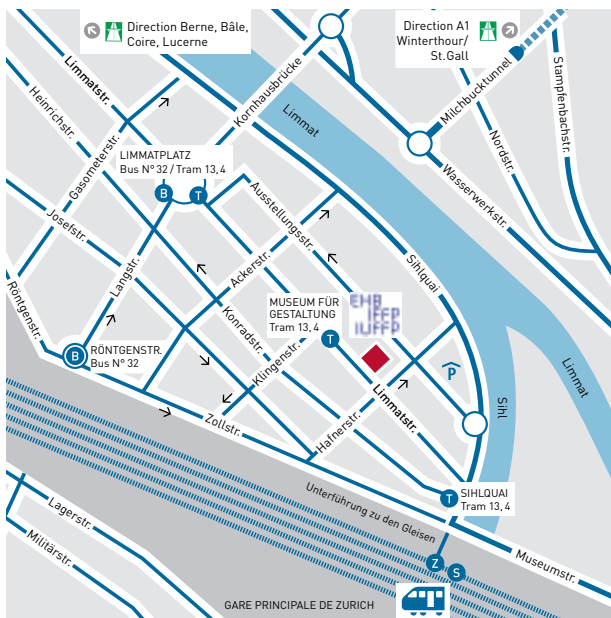 Direction Berne, Bâle,
Coire, Lucerne
Direction A1
Winterthour/
St.Gall
Limmatstr.
Heinrichstr.
Kornhausbrücke
Milchbucktunnel
Stampfenbachstr.
Nordstr.
Limmat
Gasometerstr.
LIMMATPLATZ
Bus N° 32 / Tram 13, 4
B
T
Wasserwerkstr.
Josefstr.
Ausstellungsstr.
Langstr.
Ackerstr.
Sihlquai
Röntgenstr.
MUSEUM FÜR
GESTALTUNG
Tram 13, 4
EHB
IFFP
IUFFP
T
Konradstr.
Klingenstr.
B
RÖNTGENSTR.
Bus N° 32
P
Limmat
Zollstr.
Hafnerstr.
Limmatstr.
Sihl
T
SIHLQUAI
Tram 13, 4
Unterführung zu den Gleisen
Lagerstr.
Militärstr.
Z
S
Museumstr.
GARE PRINCIPALE DE ZURICH